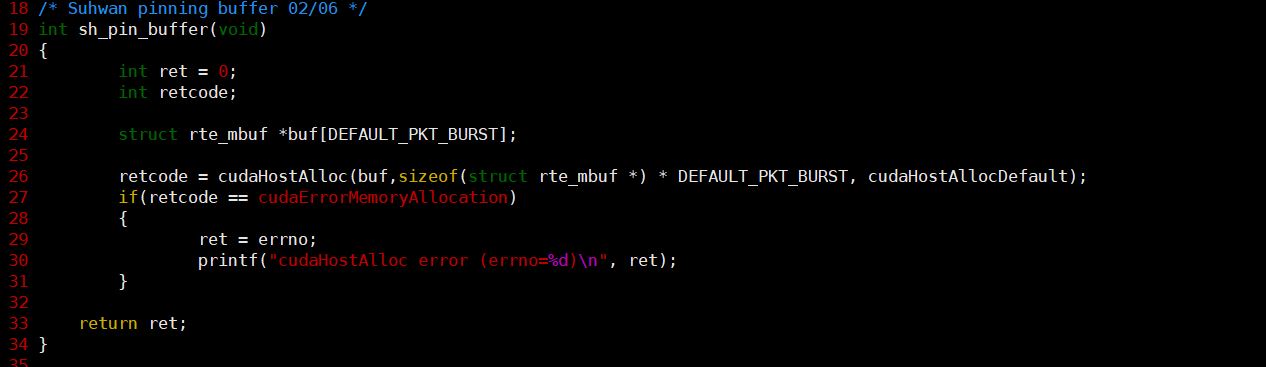 18 /* Suhwan pinning buffer 02/06 */
19 int sh_pin_buffer(void)
20 {
21         int ret = 0;
22         int retcode;
23
24         struct rte_mbuf *buf[DEFAULT_PKT_BURST];
25
26         retcode = cudaHostAlloc(buf,sizeof(struct rte_mbuf *) * DEFAULT_PKT_BURST, cudaHostAllocDefault);
27         if(retcode == cudaErrorMemoryAllocation)
28         {
29                 ret = errno;
30                 printf("cudaHostAlloc error (errno=%d)\n", ret);
31         }
32
33     return ret;
34 }
35